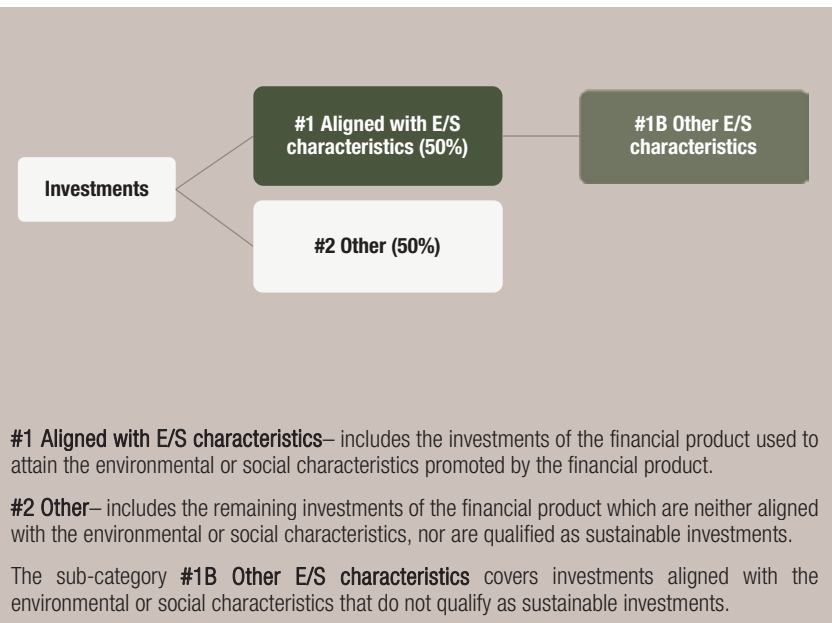 #1 Aligned with E/S
characteristics (50%)
#1B Other E/S
characteristics
Investments
#2 Other (50%)
#1 Aligned with E/S characteristics– includes the investments of the financial product used to
attain the environmental or social characteristics promoted by the financial product.
#2 Other– includes the remaining investments of the financial product which are neither aligned
with the environmental or social characteristics, nor are qualified as sustainable investments.
The sub-category #1B Other E/S characteristics covers investments aligned with the
environmental or social characteristics that do not qualify as sustainable investments.